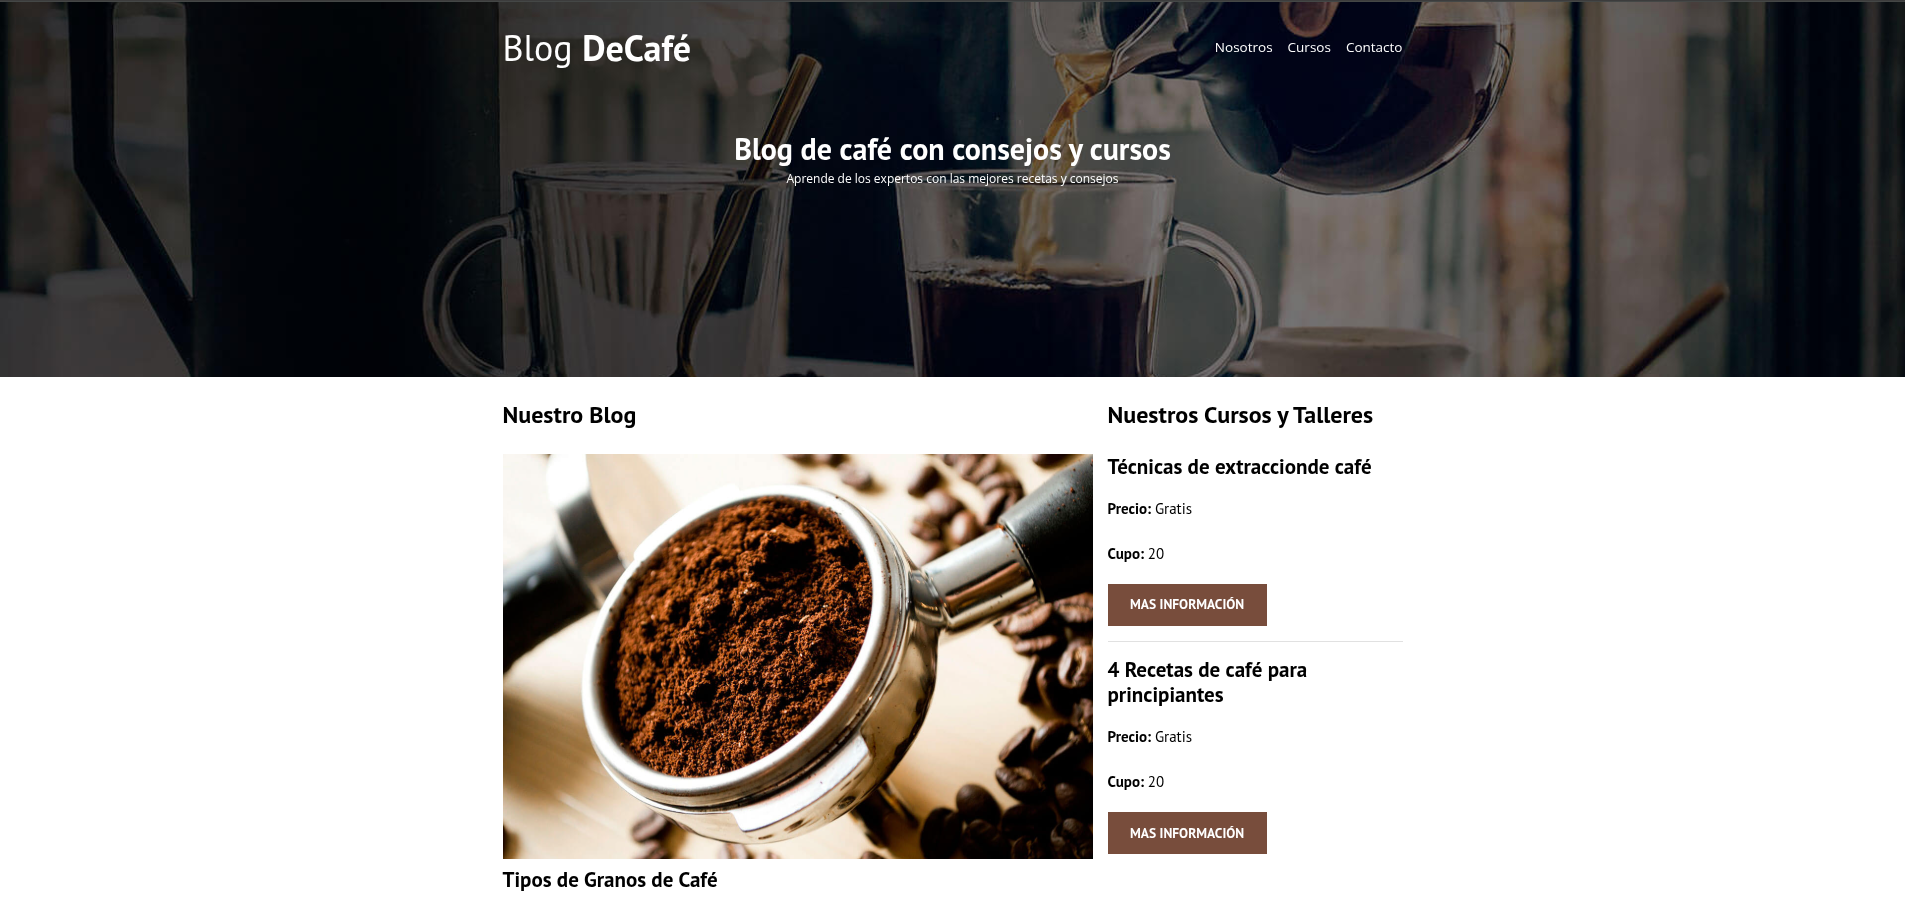 Blog DeCafé
Nosotros Cursos Contacto
Blog de café con consejos y cursos
Aprende de los expertos con las mejores recetas y consejos
Nuestro Blog
Tipos de Granos de Café
Nuestros Cursos y Talleres
Técnicas de extraccionde café
Precio: Gratis
Cupo: 20
MAS INFORMACIÓN
4 Recetas de café para
principiantes
Precio: Gratis
Cupo: 20
MAS INFORMACIÓN